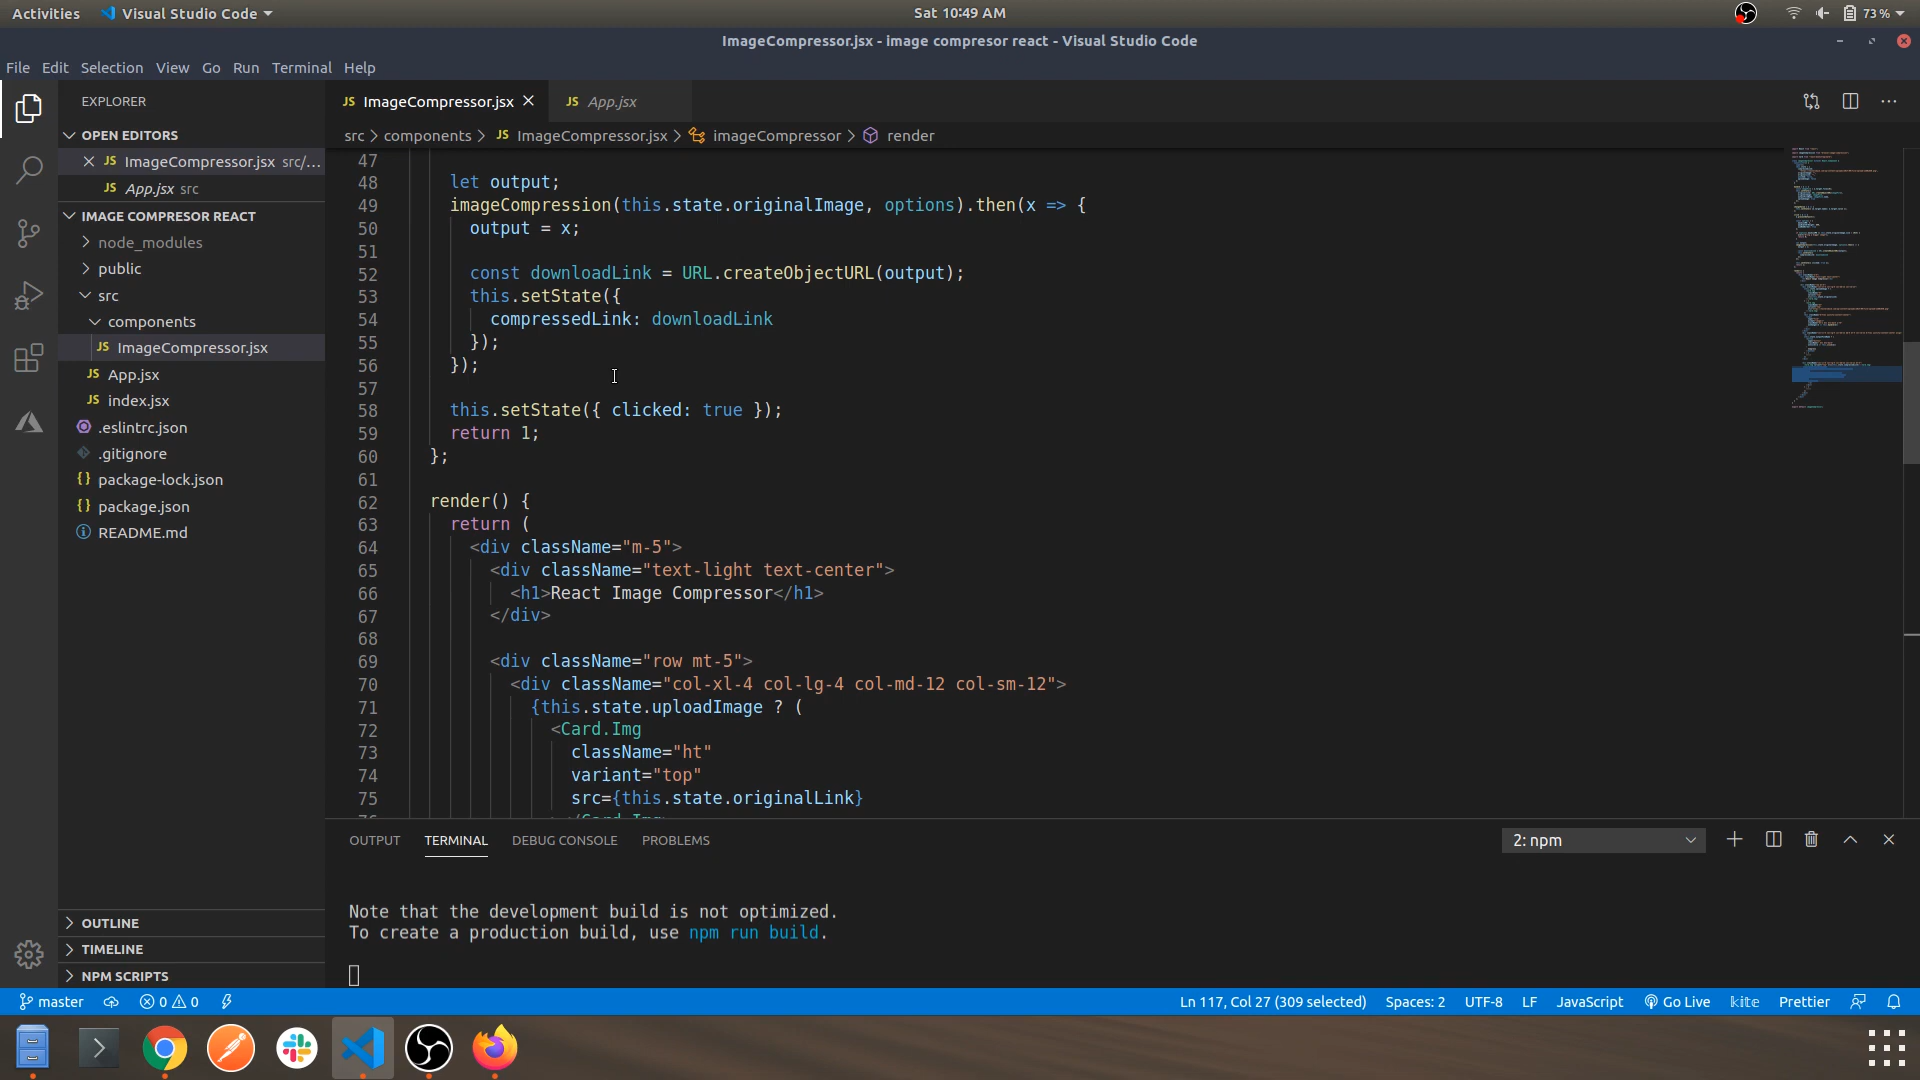 Activities Visual Studio Code Sat 10:49 AM 73 %
ImageCompressor.jsx - image compresor react - Visual Studio Code
File Edit Selection View Go Run Terminal Help
EXPLORER
OPEN EDITORS
JS ImageCompressor.jsx src/...
JS App.jsx src
IMAGE COMPRESOR REACT
node_modules
public
src
components
JS ImageCompressor.jsx
JS App.jsx
JS index.jsx
.eslintrc.json
.gitignore
{} package-lock.json
{} package.json
README.md
OUTLINE
TIMELINE
NPM SCRIPTS
JS ImageCompressor.jsx JS App.jsx
src > components > JS ImageCompressor.jsx > imageCompressor > render
47
48 let output;
49 imageCompression(this.state.originalImage, options).then(x => {
50 output = x;
51
52 const downloadLink = URL.createObjectURL(output);
53 this.setState({
54 compressedLink: downloadLink
55 });
56 });
57
58 this.setState({ clicked: true });
59 return 1;
60 };
61
62 render() {
63 return (
64 <div className="m-5">
65 <div className="text-light text-center">
66 <h1>React Image Compressor</h1>
67 </div>
68
69 <div className="row mt-5">
70 <div className="col-xl-4 col-lg-4 col-md-12 col-sm-12">
71 {this.state.uploadImage ? (
72 <Card.Img
73 className="ht"
74 variant="top"
75 src={this.state.originalLink}
OUTPUT TERMINAL DEBUG CONSOLE PROBLEMS 2: npm
Note that the development build is not optimized.
To create a production build, use npm run build.
master 0 0 Ln 117, Col 27 (309 selected) Spaces: 2 UTF-8 LF JavaScript Go Live kite Prettier